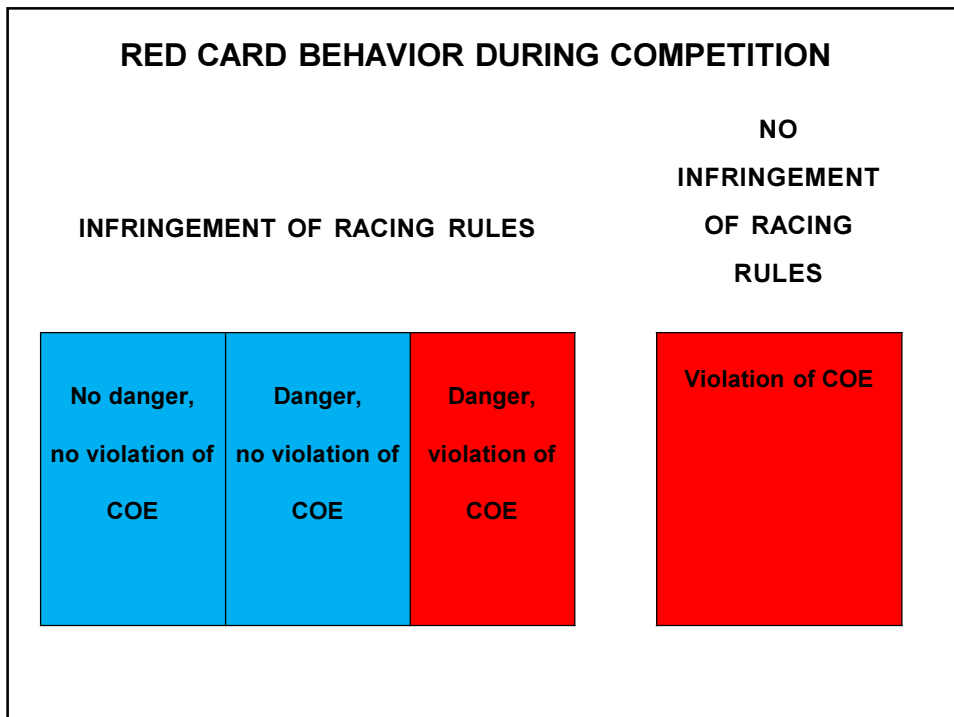 RED CARD BEHAVIOR DURING COMPETITION
INFRINGEMENT OF RACING RULES
NO
INFRINGEMENT
OF RACING
RULES
No danger,
no violation of
COE
Danger,
no violation of
COE
Danger,
violation of
COE
Violation of COE